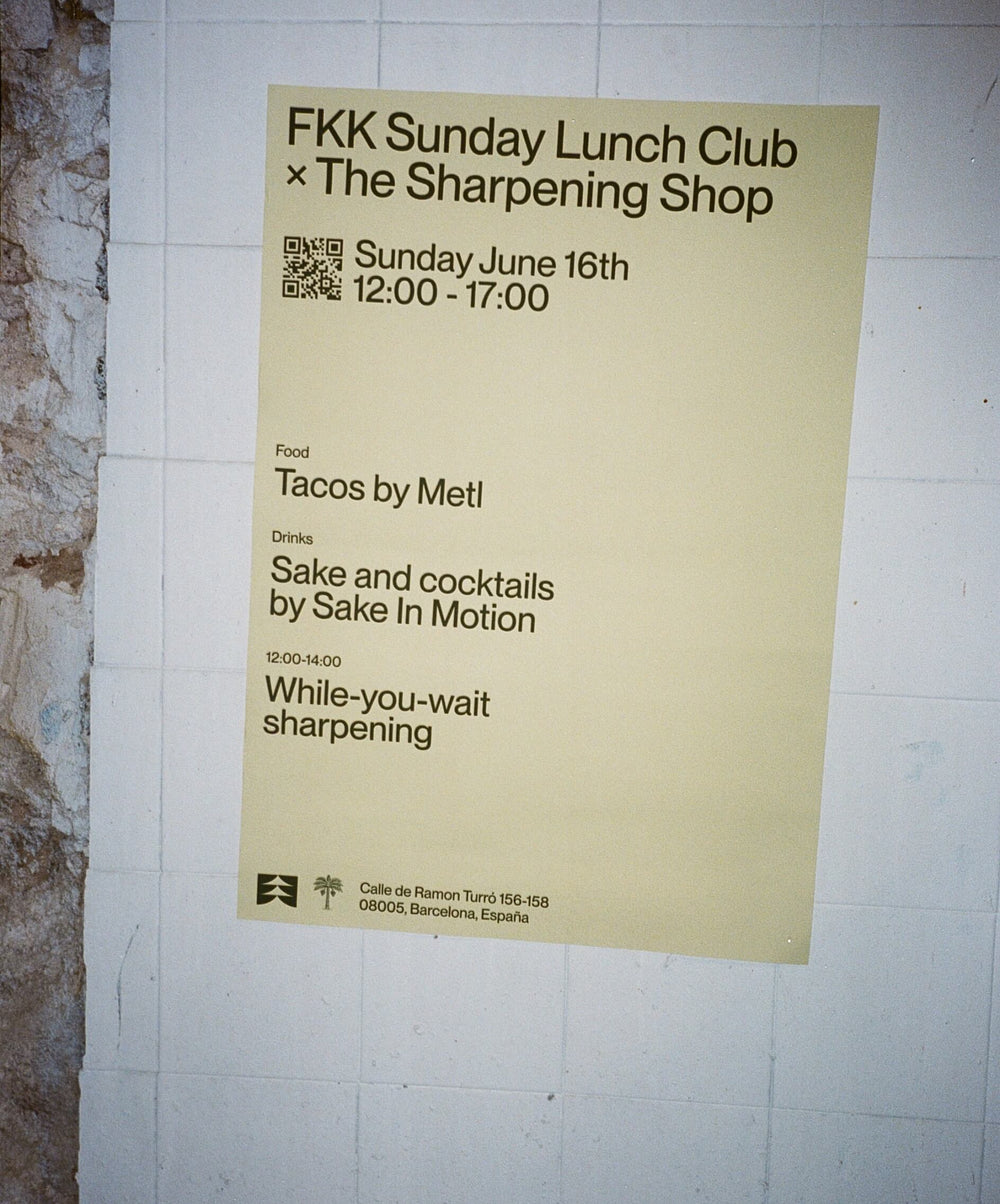 FKK Sunday Lunch Club
× The Sharpening Shop
Sunday June 16th
12:00 - 17:00
Food
Tacos by Metl
Drinks
Sake and cocktails
by Sake In Motion
12:00-14:00
While-you-wait
sharpening
Calle de Ramon Turró 156-158
08005, Barcelona, España